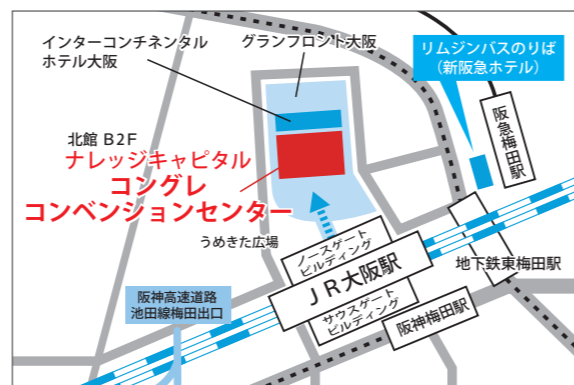 インターコンチネンタル
ホテル大阪
グランフロント大阪
リムジンバスのりば
（新阪急ホテル）
阪急梅田駅
北館 B2F
ナレッジキャピタル
コングレ
コンベンションセンター
うめきた広場
ノースゲート
ビルディング
JR大阪駅
サウスゲート
ビルディング
地下鉄東梅田駅
阪神梅田駅
阪神高速道路
池田線梅田出口